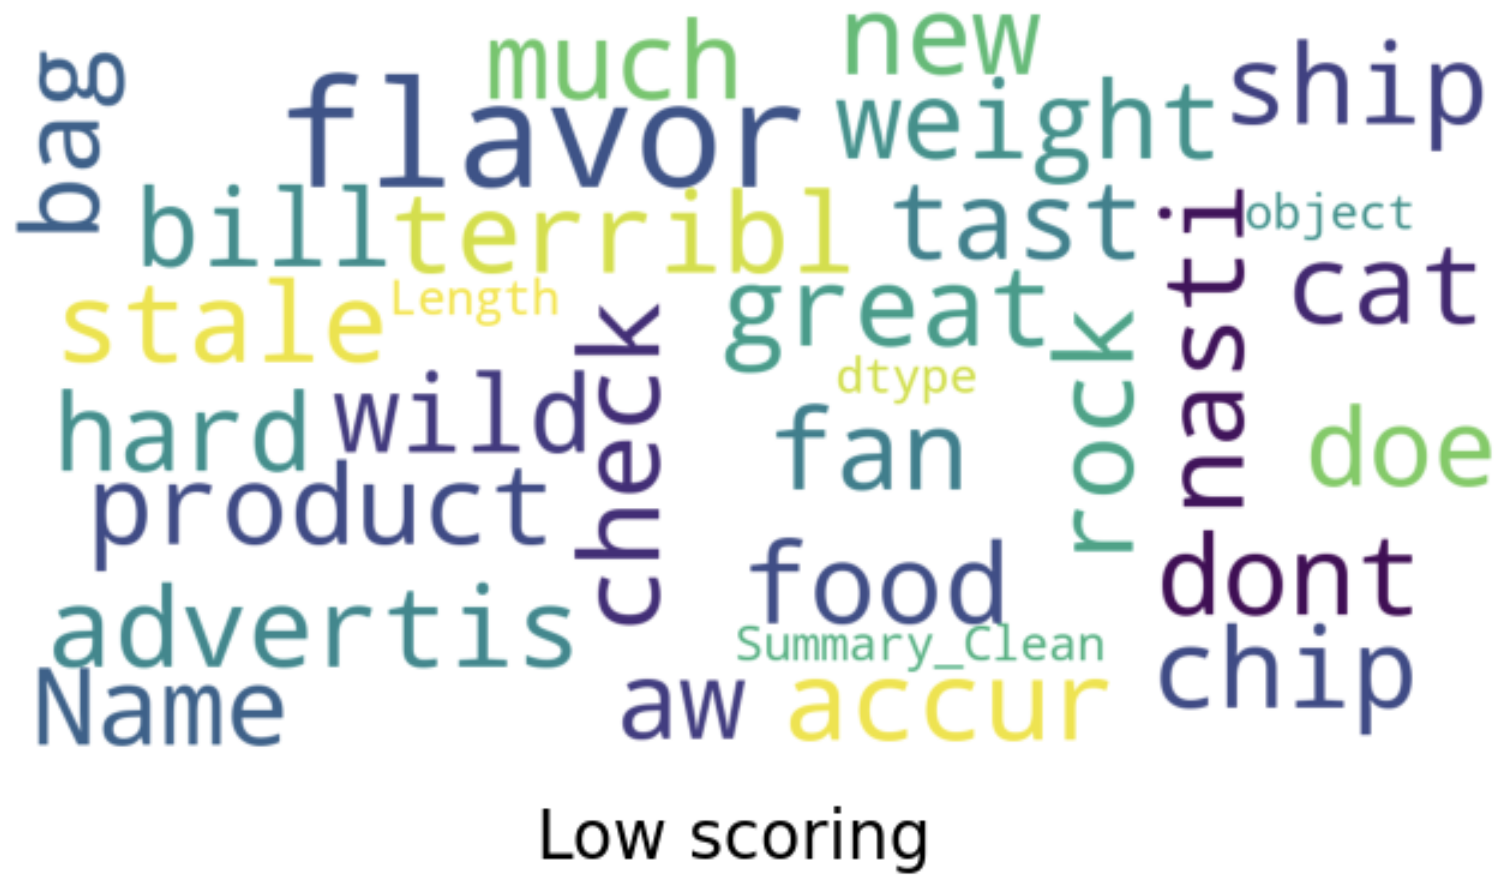 bag
much
new
ship
flavor
weight
bill
terribl
tast
nasti
object
stale
Length
check
great
rock
cat
hard
wild
dtype
fan
doe
product
food
dont
advertis
Summary_Clean
chip
Name
aw
accur
Low scoring